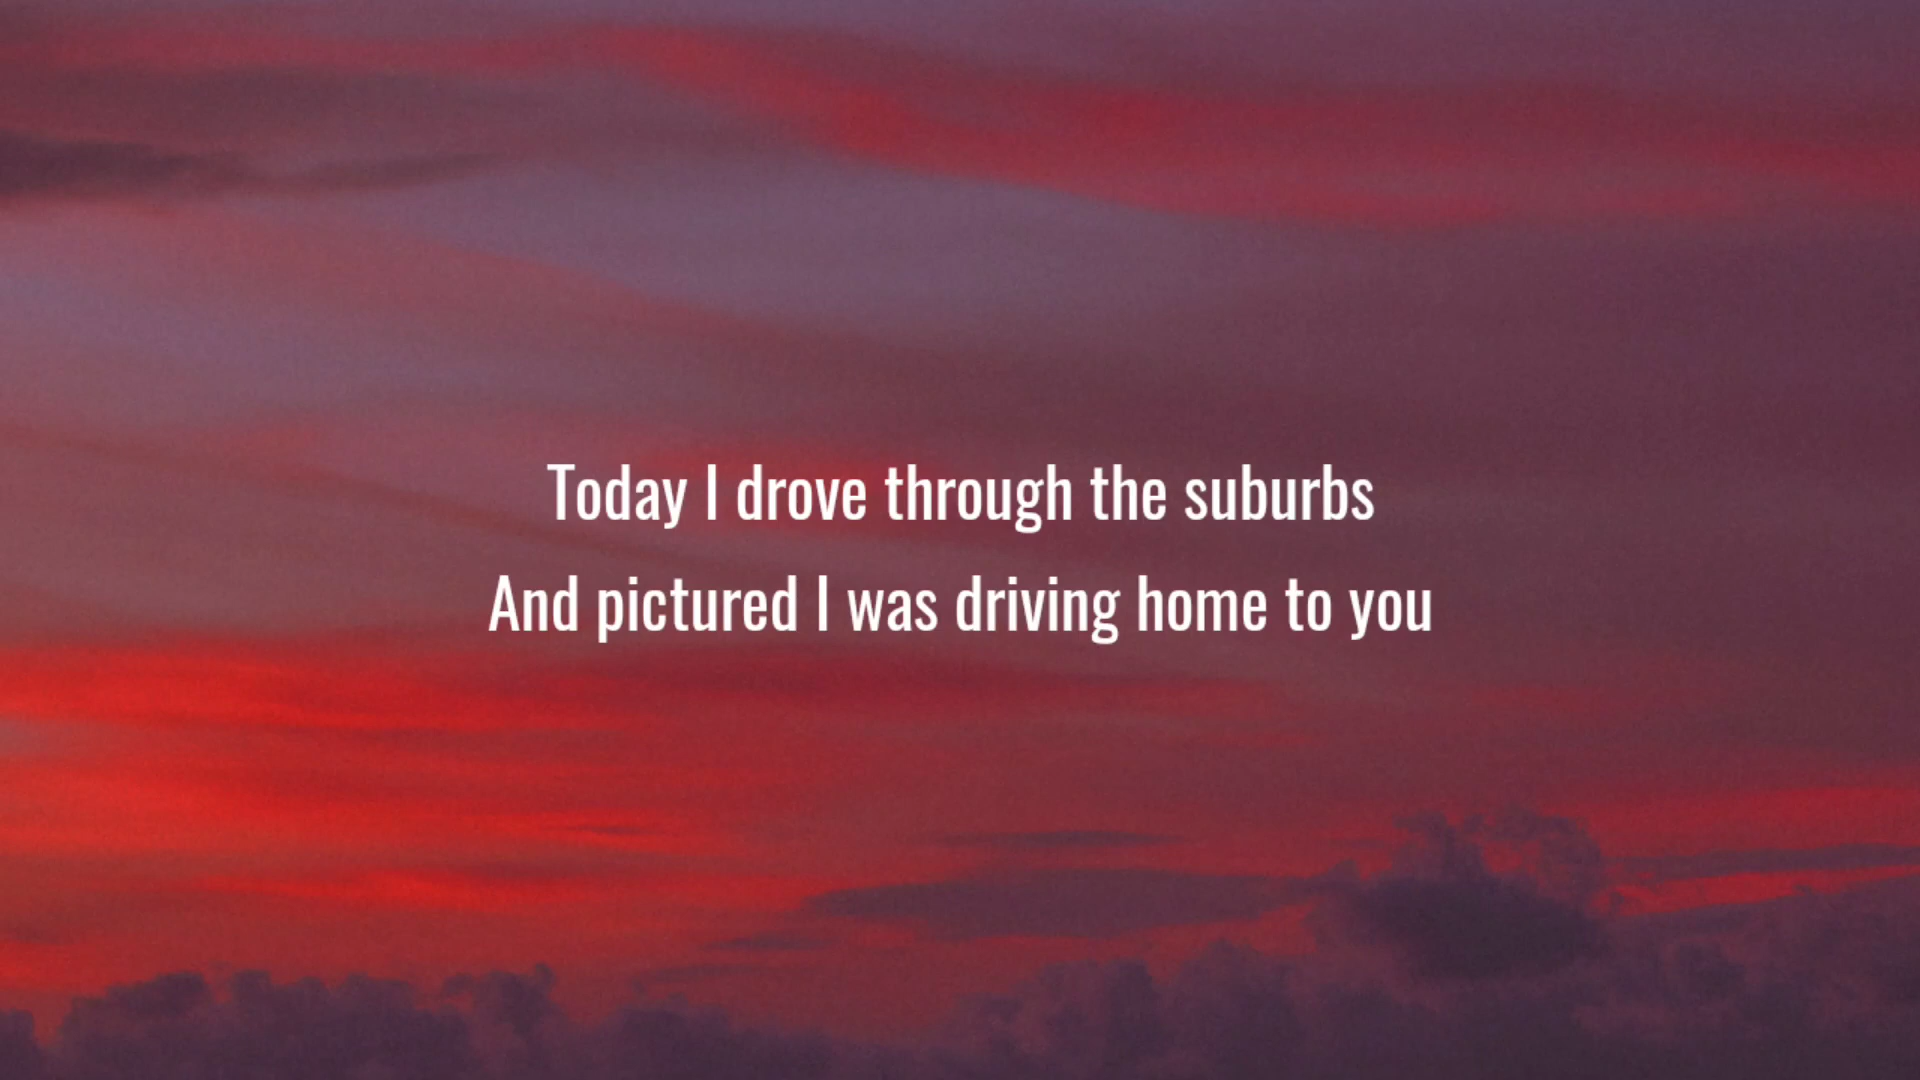 Today I drove through the suburbs
And pictured I was driving home to you